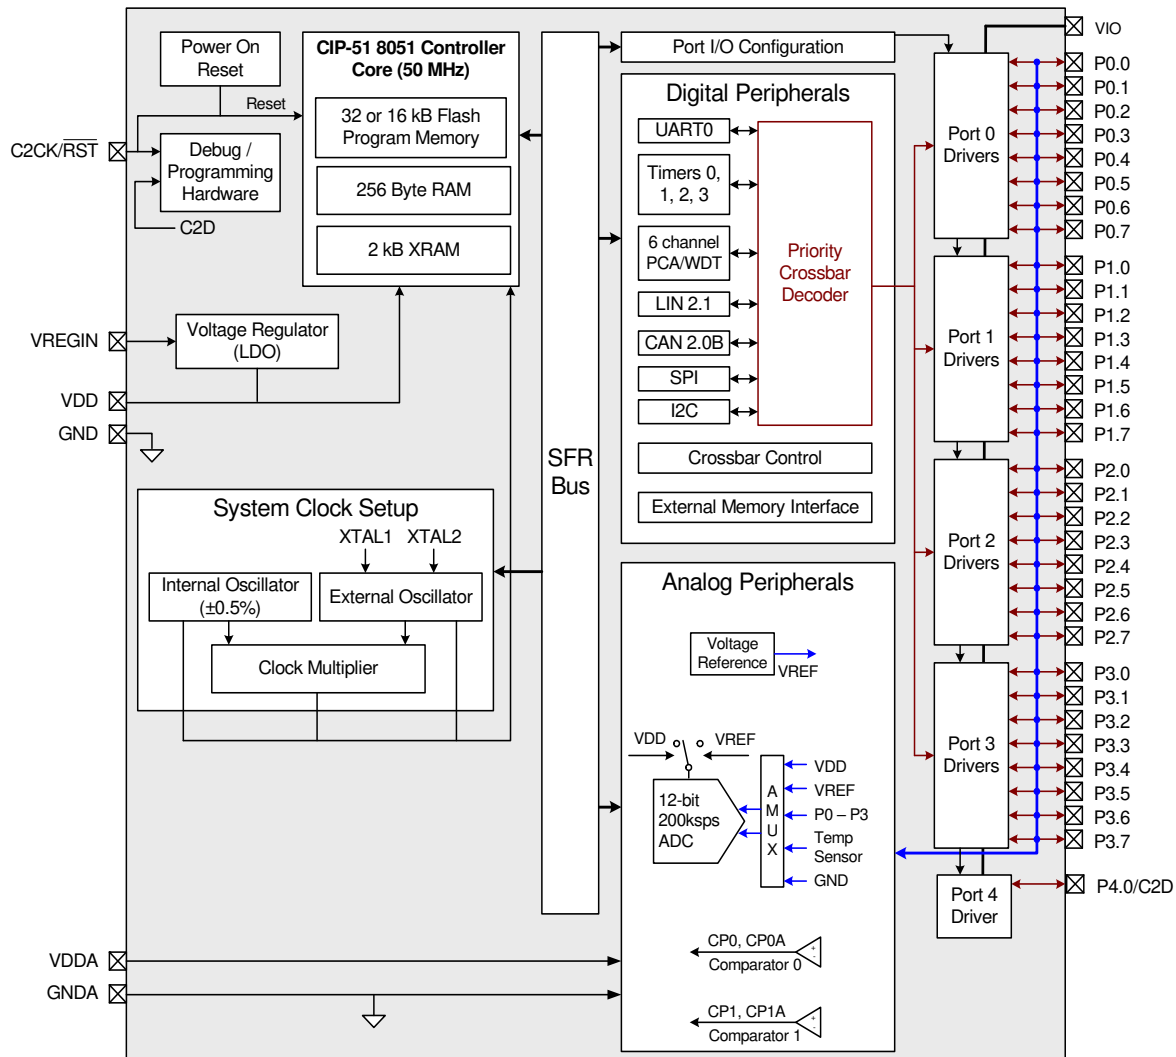 Power On
Reset
CIP-51 8051 Controller
Core (50 MHz)
32 or 16 kB Flash
Program Memory
256 Byte RAM
2 kB XRAM
Reset
C2CK/RST
Debug /
Programming
Hardware
C2D
VREGIN
Voltage Regulator
(LDO)
VDD
GND
System Clock Setup
XTAL1
XTAL2
Internal Oscillator
(±0.5%)
External Oscillator
Clock Multiplier
VDDA
GNDA
SFR
Bus
Port I/O Configuration
Digital Peripherals
UART0
Timers 0,
1, 2, 3
6 channel
PCA/WDT
LIN 2.1
CAN 2.0B
SPI
I2C
Priority
Crossbar
Decoder
Crossbar Control
External Memory Interface
Analog Peripherals
Voltage
Reference
VREF
VDD
VREF
12-bit
200ksps
ADC
A
M
U
X
VDD
VREF
P0 – P3
Temp
Sensor
GND
CP0, CP0A
Comparator 0
+
-
CP1, CP1A
Comparator 1
+
-
Port 0
Drivers
Port 1
Drivers
Port 2
Drivers
Port 3
Drivers
Port 4
Driver
VIO
P0.0
P0.1
P0.2
P0.3
P0.4
P0.5
P0.6
P0.7
P1.0
P1.1
P1.2
P1.3
P1.4
P1.5
P1.6
P1.7
P2.0
P2.1
P2.2
P2.3
P2.4
P2.5
P2.6
P2.7
P3.0
P3.1
P3.2
P3.3
P3.4
P3.5
P3.6
P3.7
P4.0/C2D